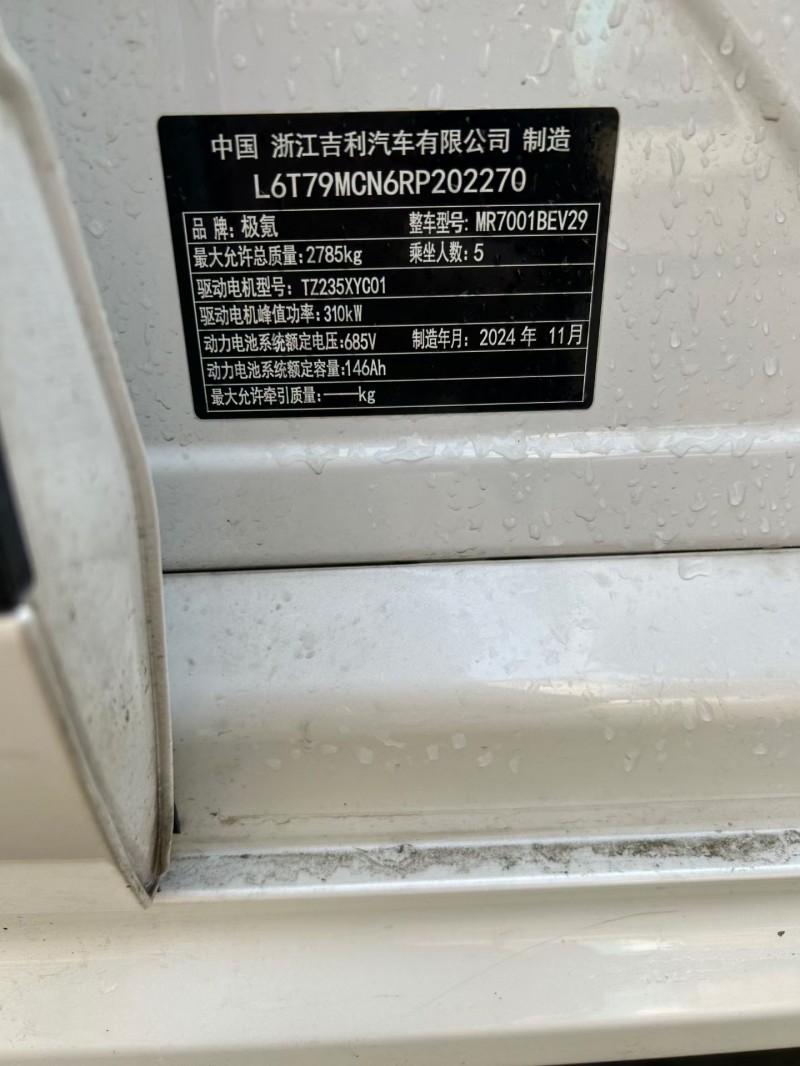 中国 浙江吉利汽车有限公司 制造
L6T79MCN6RP202270
品 牌: 极氪 整车型号: MR7001BEV29
最大允许总质量: 2785kg 乘坐人数: 5
驱动电机型号: TZ235XYC01
驱动电机峰值功率: 310kW
动力电池系统额定电压: 685V 制造年月: 2024 年 11月
动力电池系统额定容量: 146Ah
最大允许牵引质量: ——kg